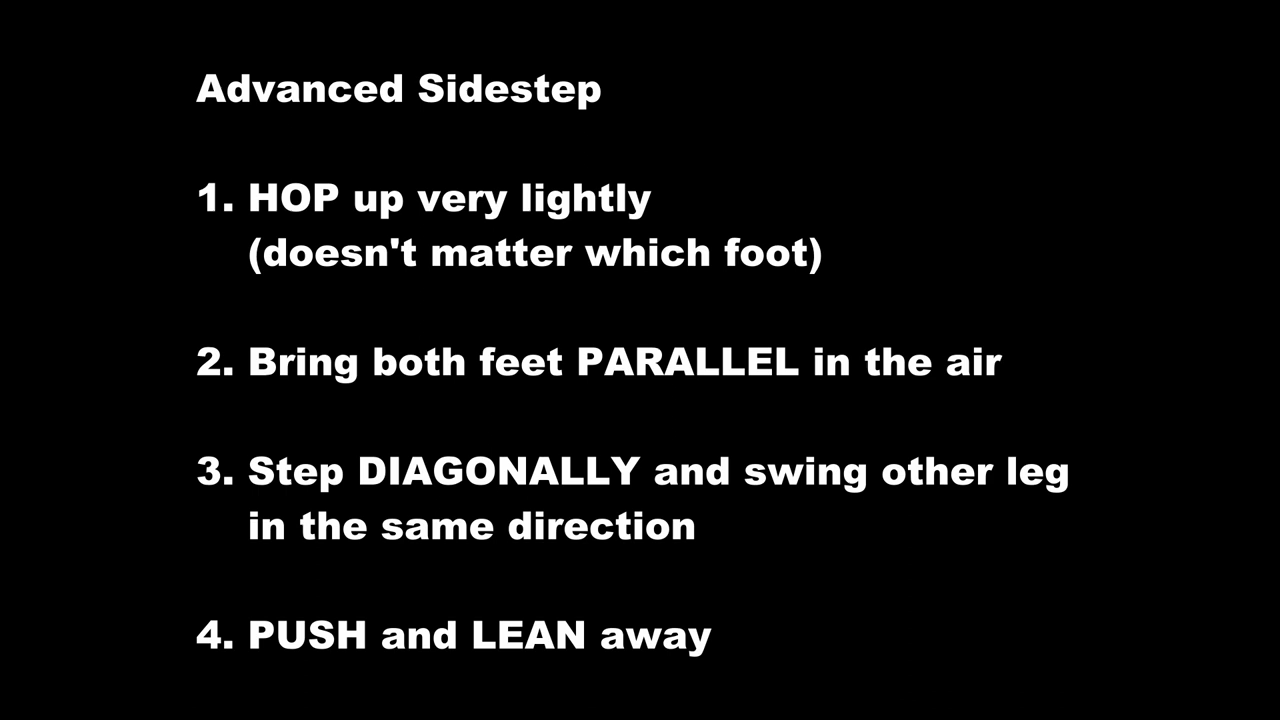 Advanced Sidestep
1. HOP up very lightly
(doesn't matter which foot)
2. Bring both feet PARALLEL in the air
3. Step DIAGONALLY and swing other leg
in the same direction
4. PUSH and LEAN away